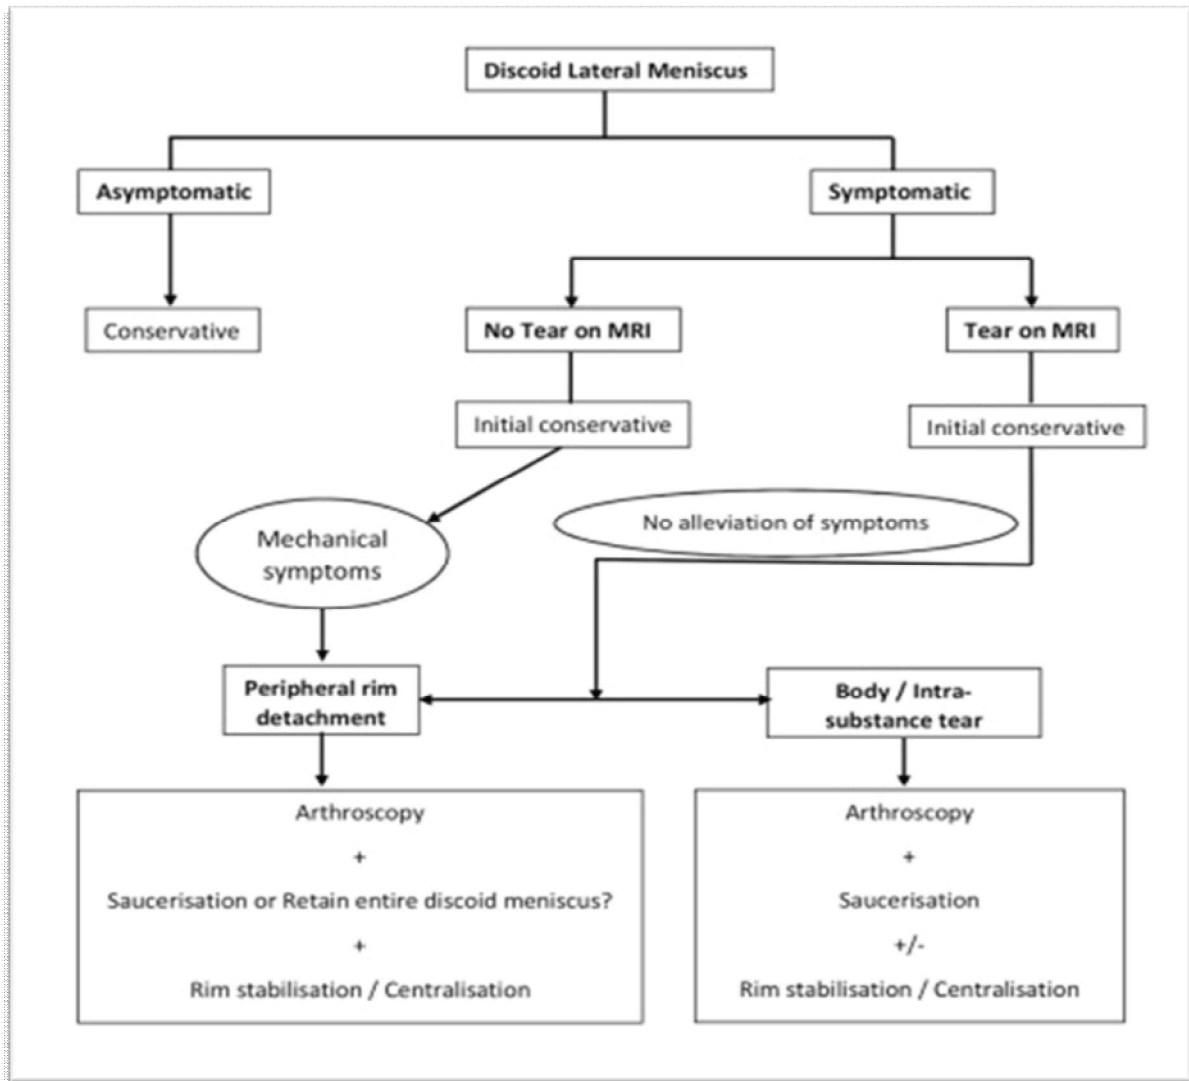 Discoid Lateral Meniscus
Asymptomatic
Symptomatic
Conservative
No Tear on MRI
Tear on MRI
Initial conservative
Initial conservative
Mechanical
symptoms
No alleviation of symptoms
Peripheral rim
detachment
Body / Intra-
substance tear
Arthroscopy
+
Saucerisation or Retain entire discoid meniscus?
+
Rim stabilisation / Centralisation
Arthroscopy
+
Saucerisation
+/-
Rim stabilisation / Centralisation